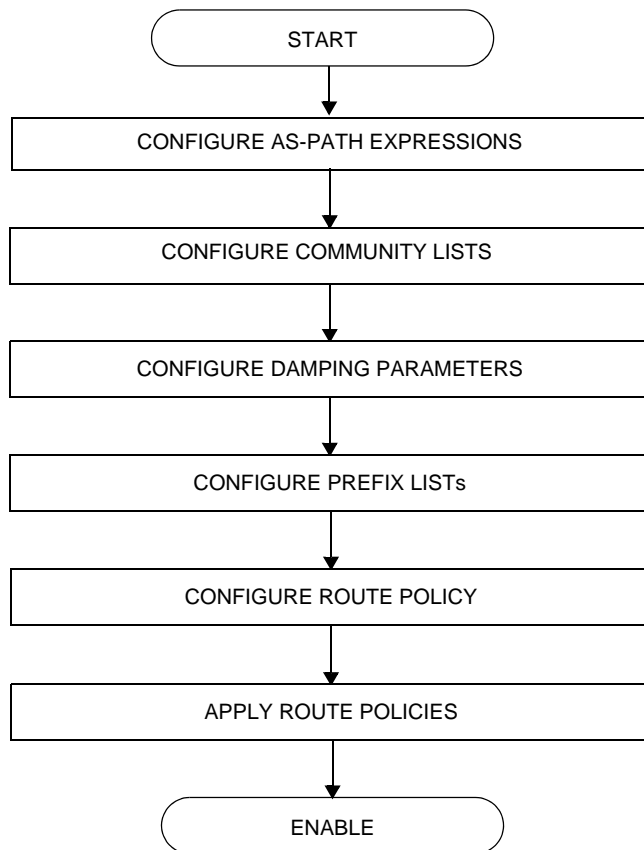 START
CONFIGURE AS-PATH EXPRESSIONS
CONFIGURE COMMUNITY LISTS
CONFIGURE DAMPING PARAMETERS
CONFIGURE PREFIX LISTs
CONFIGURE ROUTE POLICY
APPLY ROUTE POLICIES
ENABLE